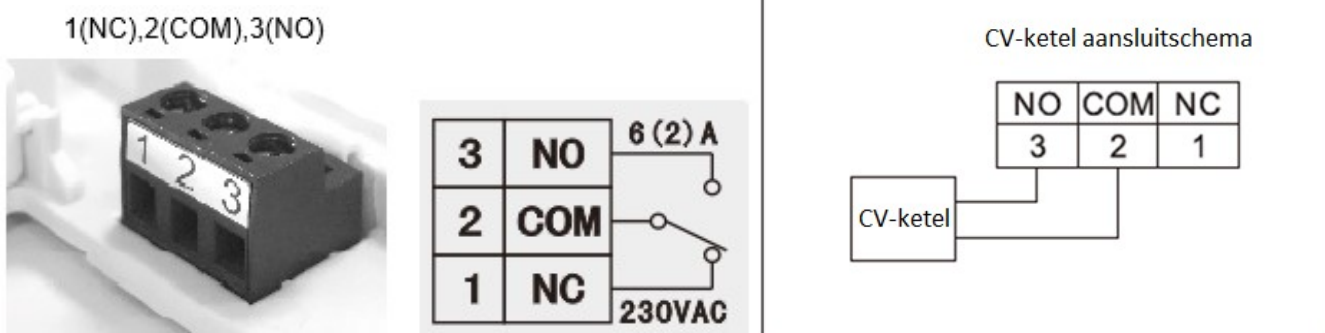 1(NC),2(COM),3(NO)
1 2 3
3 NO 6(2)A
2 COM
1 NC 230VAC
CV-ketel aansluitschema
NO COM NC
3 2 1
CV-ketel